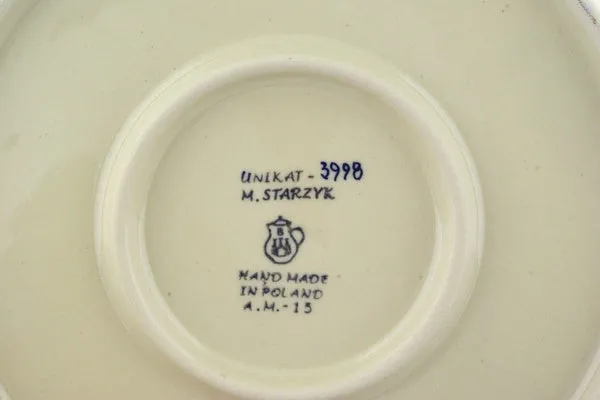 UNIKAT - 3998
M. STARZYK
B
HAND MADE
IN POLAND
A.M.-15